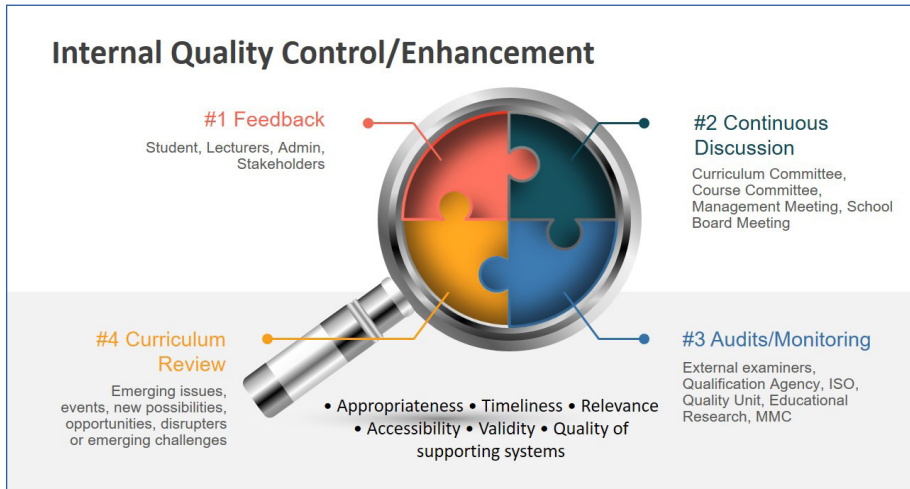 Internal Quality Control/Enhancement
#1 Feedback
Student, Lecturers, Admin,
Stakeholders
#2 Continuous
Discussion
Curriculum Committee,
Course Committee,
Management Meeting, School
Board Meeting
#4 Curriculum
Review
Emerging issues,
events, new possibilities,
opportunities, disrupters
or emerging challenges
#3 Audits/Monitoring
External examiners,
Qualification Agency, ISO,
Quality Unit, Educational
Research, MMC
• Appropriateness • Timeliness • Relevance
• Accessibility • Validity • Quality of
supporting systems